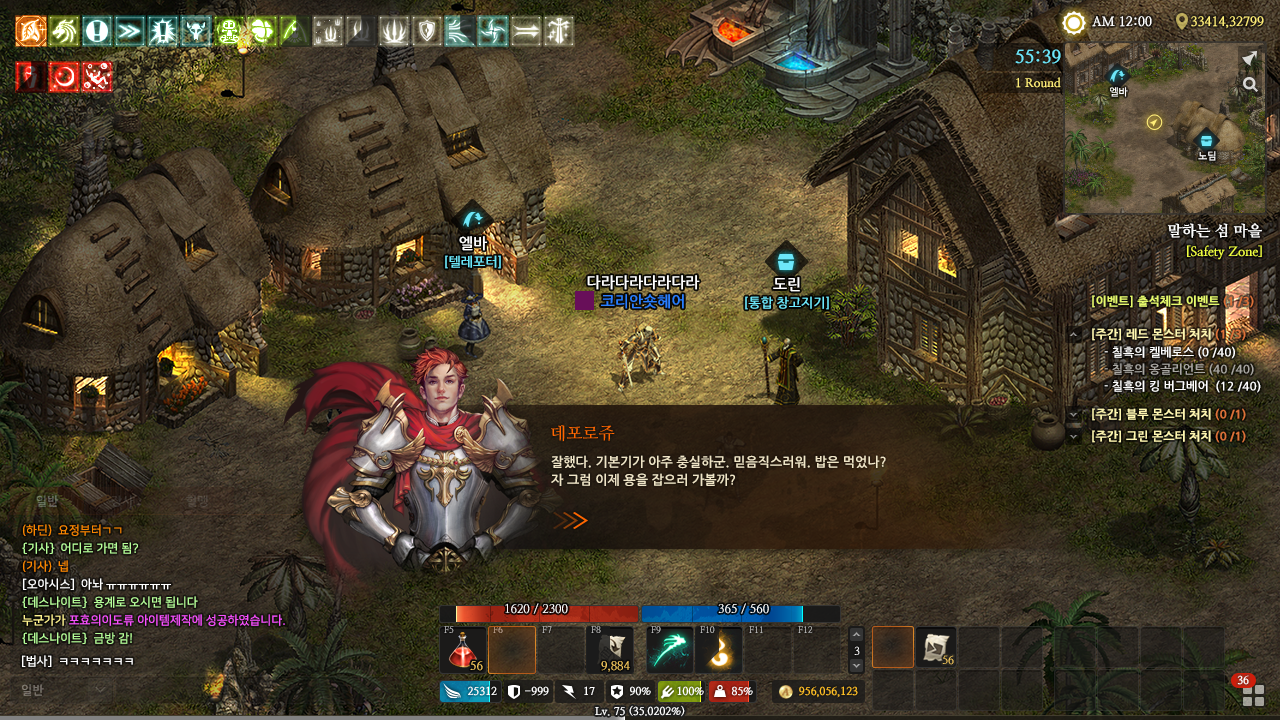 AM 12:00
33414,32799
55:39
1 Round
엘바
노딤
말하는 섬 마을
[Safety Zone]
엘바
[텔레포터]
다라다라다라다라
코리안숏헤어
도린
[통합 창고지기]
[이벤트] 출석체크 이벤트 (1/3)
1
[주간] 레드 몬스터 처치 (1/3)
- 칠흑의 켈베로스 (0 /40)
- 칠흑의 웅골리언트 (40 /40)
- 칠흑의 킹 버그베어 (12 /40)
[주간] 블루 몬스터 처치 (0 /1)
[주간] 그린 몬스터 처치 (0 /1)
데포로쥬
잘했다. 기본기가 아주 충실하군. 믿음직스러워. 밥은 먹었나?
자 그럼 이제 용을 잡으러 가볼까?
일반
혈맹
(하딘) 요정부터ㄱㄱ
{기사} 어디로 가면 됨?
(기사) 넵
[오아시스] 아놔 ㅠㅠㅠㅠㅠㅠ
{데스나이트} 용계로 오시면 됩니다
누군가가 포효의이도류 아이템제작에 성공하였습니다.
{데스나이트} 금방 감!
[법사] ㅋㅋㅋㅋㅋㅋㅋ
일반
1620 / 2300
365 / 560
F5 F6 F7 F8 F9 F10 F11 F12
56
9,884
3
56
25312
-999
17
90%
100%
85%
956,056,123
36
Lv. 75 (35.0202%)